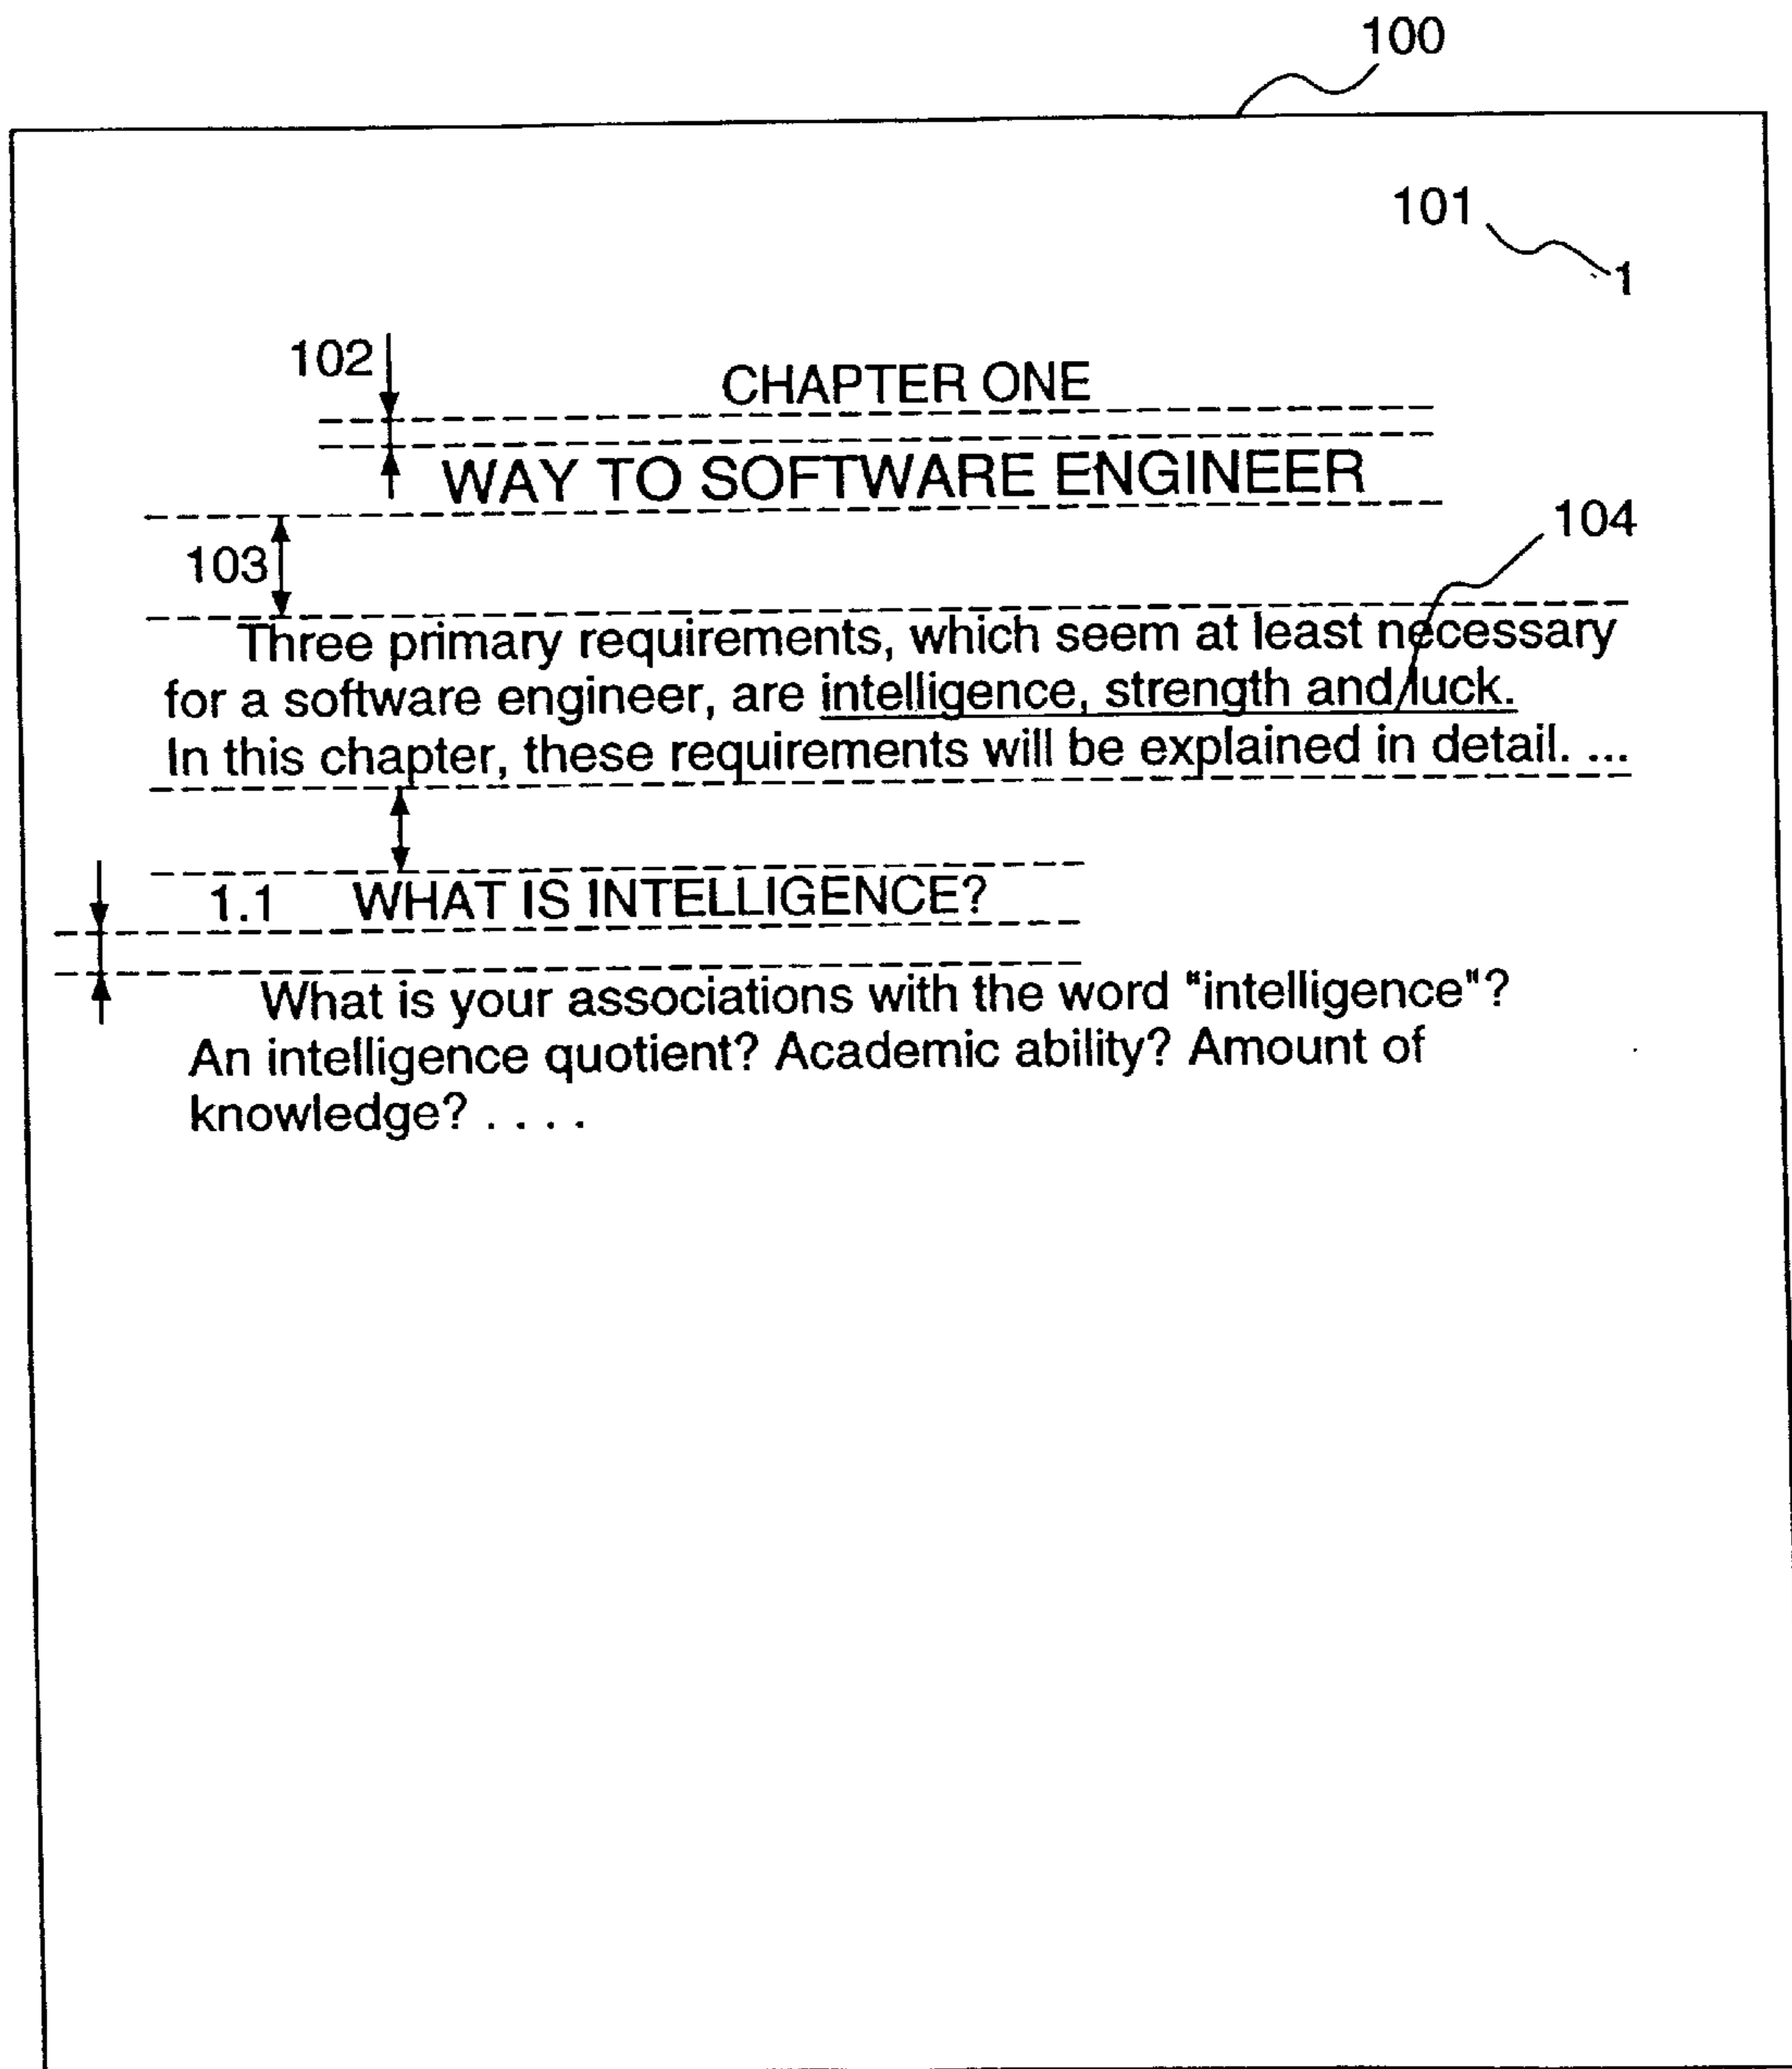 100
101
1
102
CHAPTER ONE
WAY TO SOFTWARE ENGINEER
104
103
Three primary requirements, which seem at least necessary
for a software engineer, are intelligence, strength and luck.
In this chapter, these requirements will be explained in detail. ...
1.1 WHAT IS INTELLIGENCE?
What is your associations with the word "intelligence"?
An intelligence quotient? Academic ability? Amount of
knowledge? . . . .